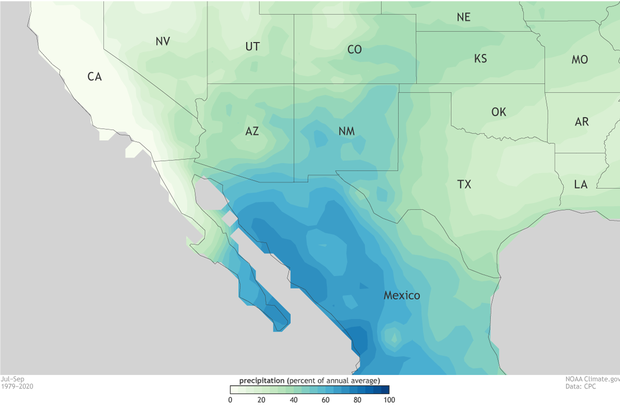 NE
NV
UT
CO
KS
MO
CA
OK
AR
AZ
NM
TX
LA
Mexico
Jul-Sep
1979-2020
precipitation (percent of annual average)
0 20 40 60 80 100
NOAA Climate.gov
Data: CPC